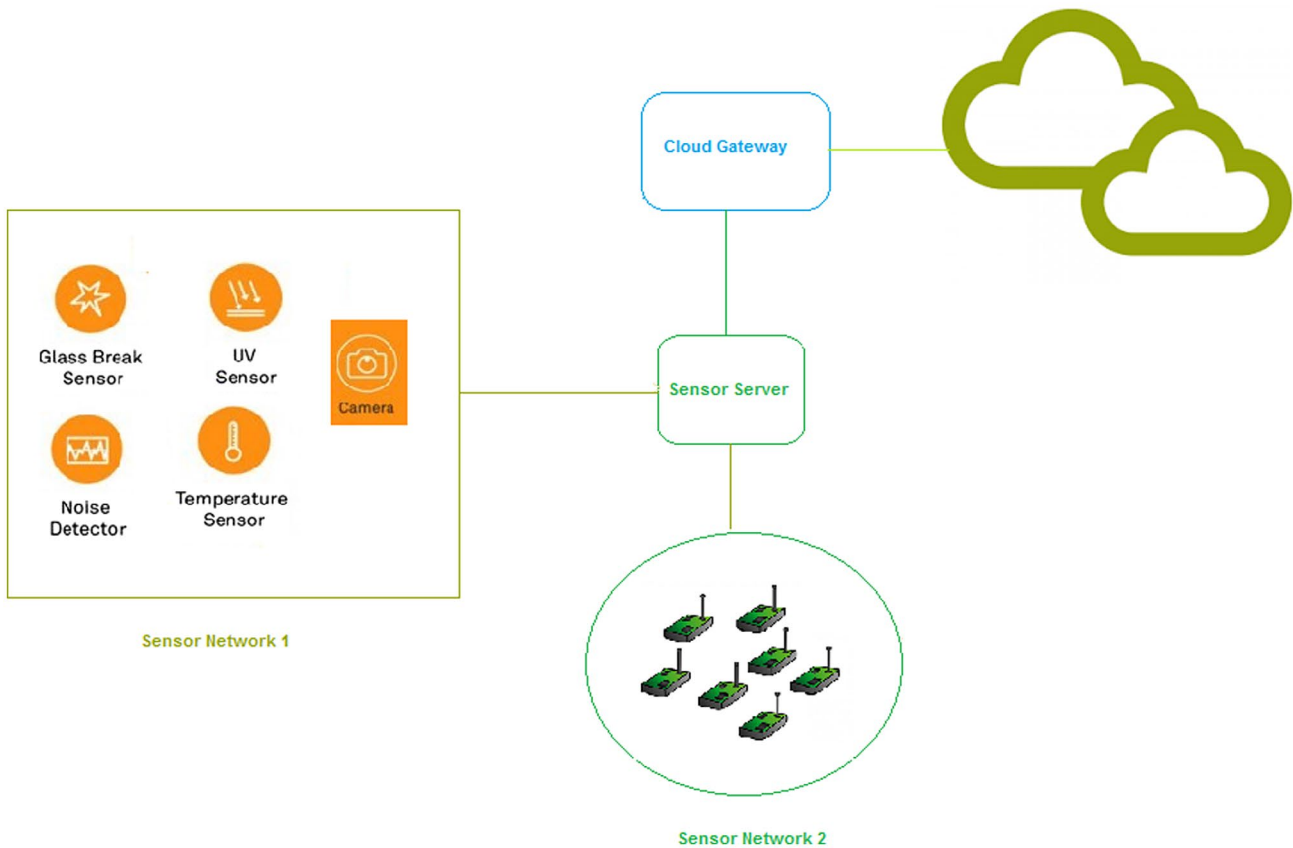 Cloud Gateway
Glass Break
Sensor
UV
Sensor
Camera
Noise
Detector
Temperature
Sensor
Sensor Server
Sensor Network 1
Sensor Network 2